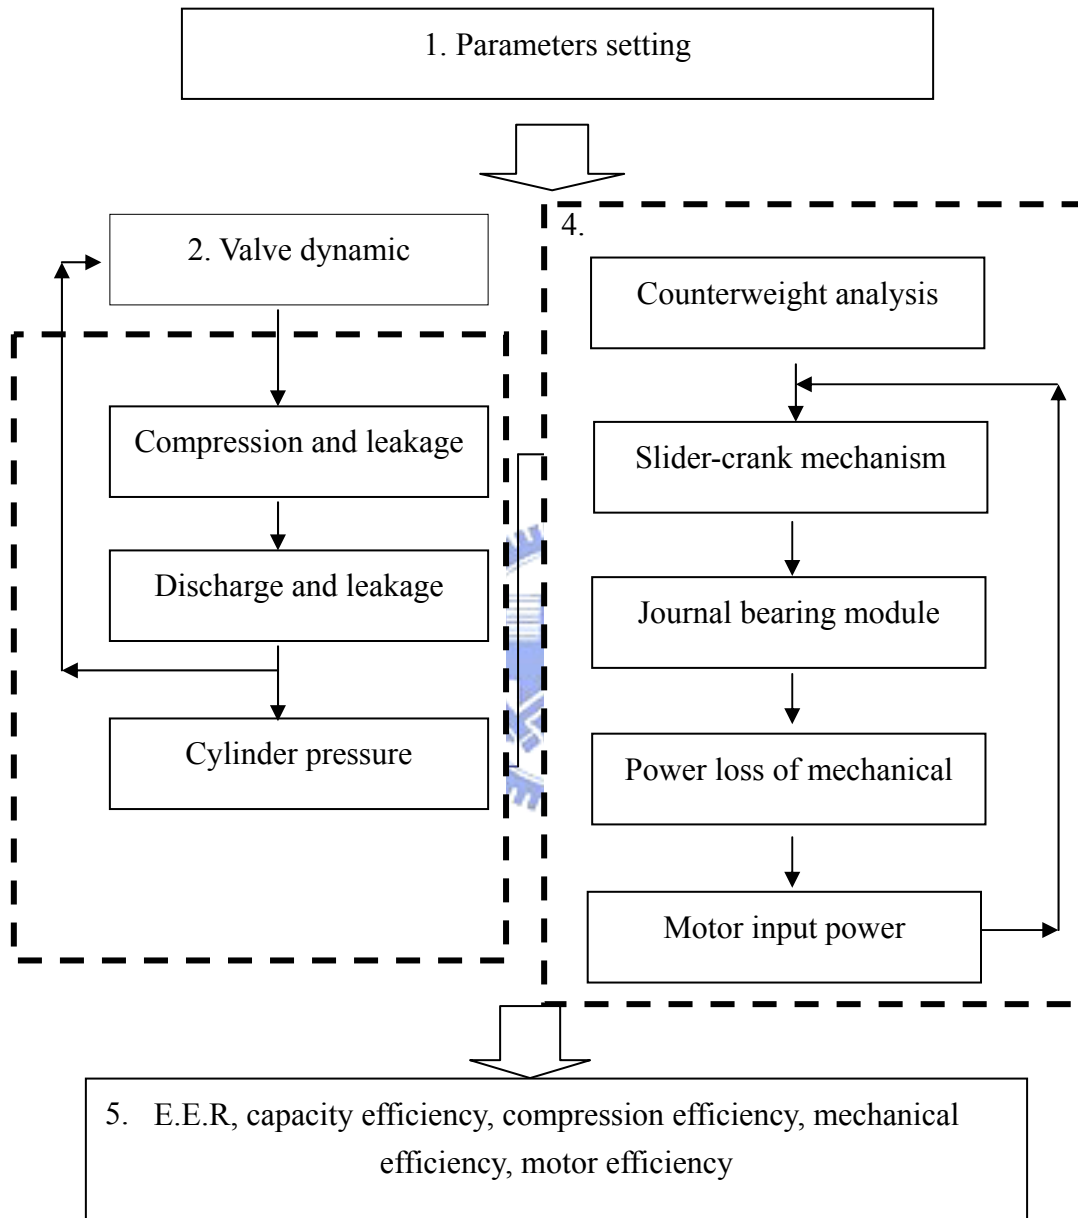 1. Parameters setting
2. Valve dynamic
Compression and leakage
Discharge and leakage
Cylinder pressure
4.
Counterweight analysis
Slider-crank mechanism
Journal bearing module
Power loss of mechanical
Motor input power
5. E.E.R, capacity efficiency, compression efficiency, mechanical
efficiency, motor efficiency